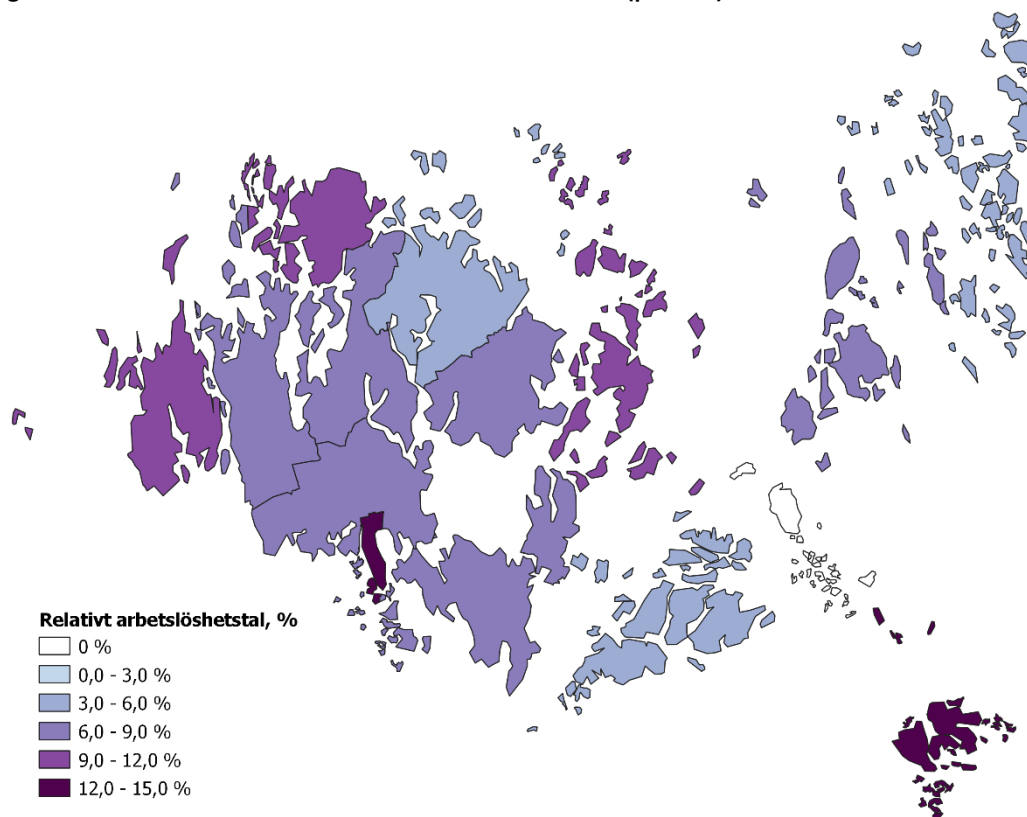 Relativt arbetslöshetstal, %
0 %
0,0 - 3,0 %
3,0 - 6,0 %
6,0 - 9,0 %
9,0 - 12,0 %
12,0 - 15,0 %